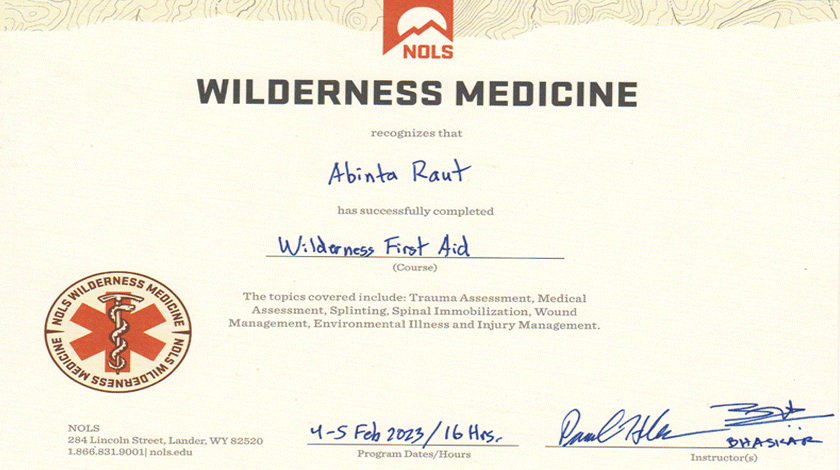 NOLS
WILDERNESS MEDICINE
recognizes that
Abinta Raut
has successfully completed
Wilderness First Aid
(Course)
The topics covered include: Trauma Assessment, Medical
Assessment, Splinting, Spinal Immobilization, Wound
Management, Environmental Illness and Injury Management.
NOLS WILDERNESS MEDICINE
NOLS WILDERNESS MEDICINE
NOLS
284 Lincoln Street, Lander, WY 82520
1.866.831.9001| nols.edu
4-5 Feb 2023/16 Hrs.
Program Dates/Hours
BHASKAR
Instructor(s)